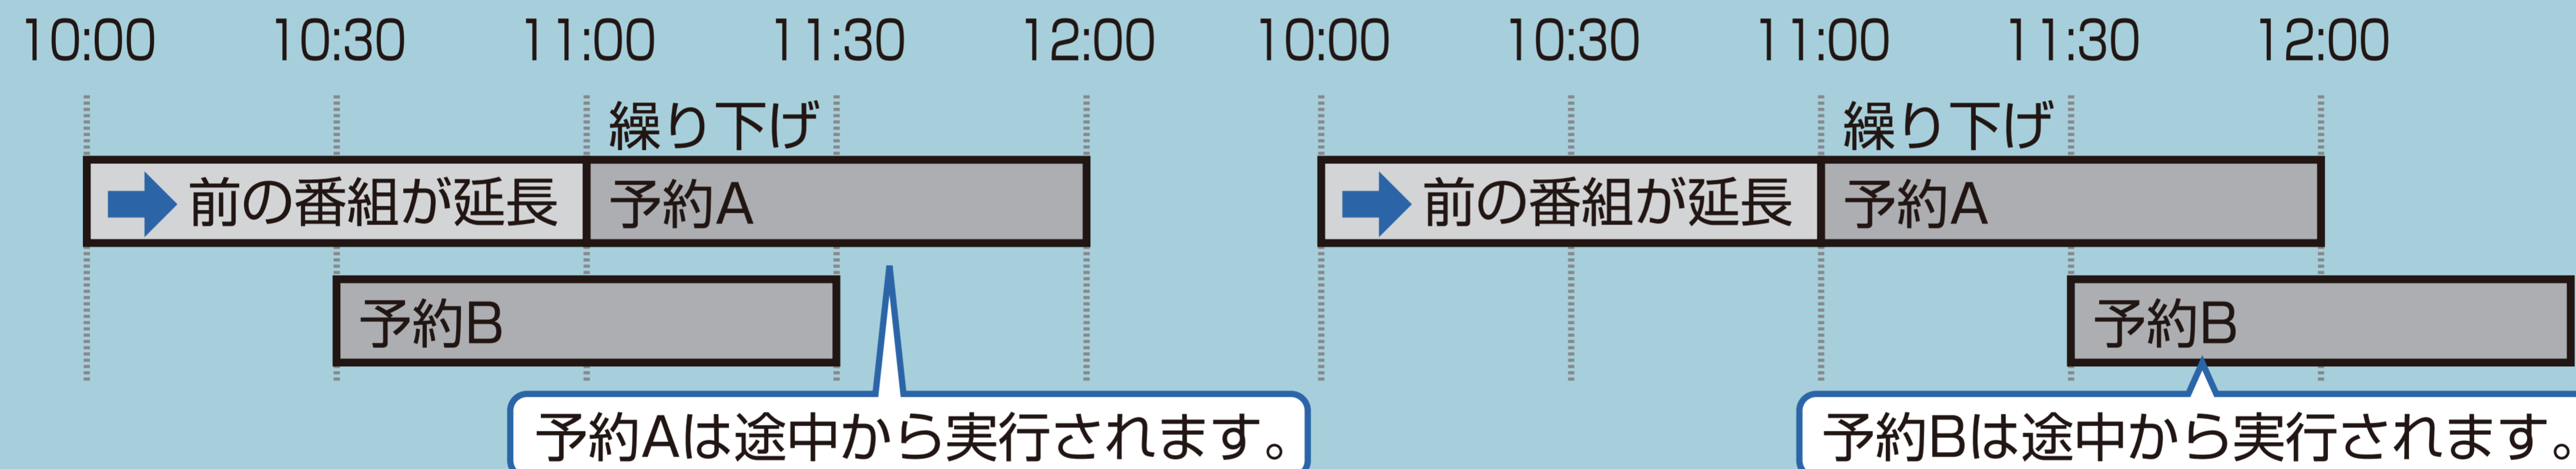 10:00 10:30 11:00 11:30 12:00 10:00 10:30 11:00 11:30 12:00
繰り下げ 繰り下げ
前の番組が延長 予約A 前の番組が延長 予約A
予約B 予約B
予約Aは途中から実行されます。 予約Bは途中から実行されます。